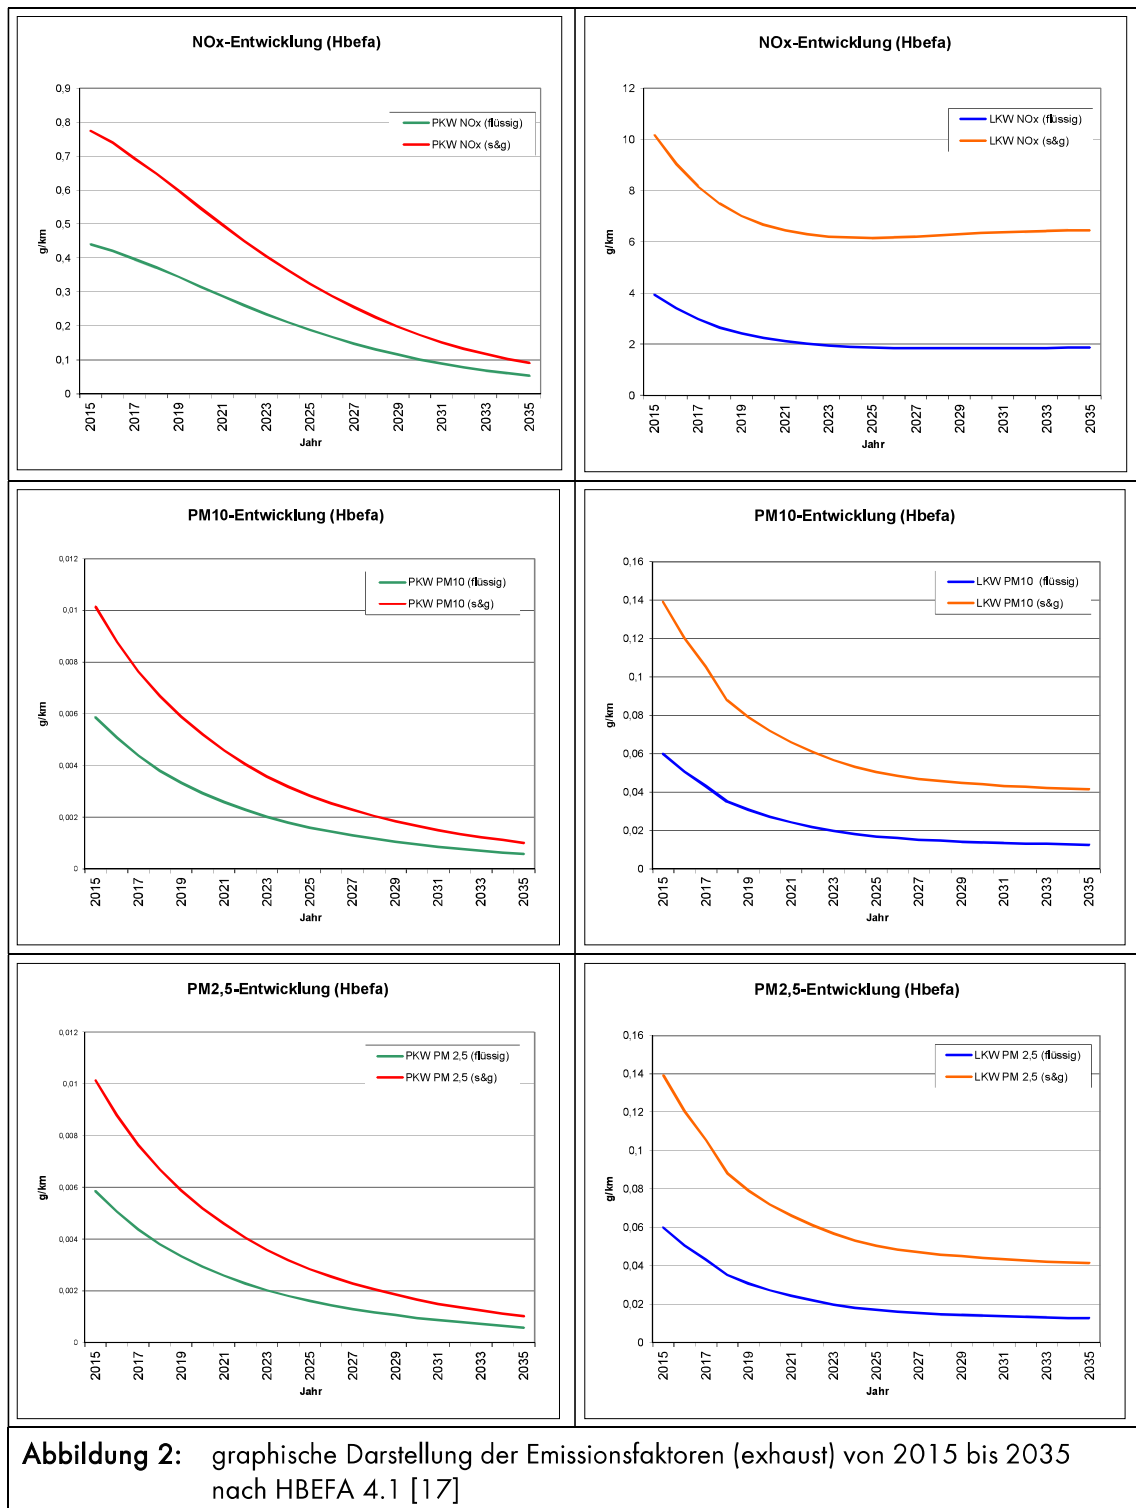 NOx-Entwicklung (Hbefa)
0,9
0,8
0,7
0,6
0,5
0,4
0,3
0,2
0,1
0
g/km
PKW NOx (flüssig)
PKW NOx (s&g)
2015 2017 2019 2021 2023 2025 2027 2029 2031 2033 2035
Jahr
NOx-Entwicklung (Hbefa)
12
10
8
6
4
2
0
g/km
LKW NOx (flüssig)
LKW NOx (s&g)
2015 2017 2019 2021 2023 2025 2027 2029 2031 2033 2035
Jahr
PM10-Entwicklung (Hbefa)
0,012
0,01
0,008
0,006
0,004
0,002
0
g/km
PKW PM10 (flüssig)
PKW PM10 (s&g)
2015 2017 2019 2021 2023 2025 2027 2029 2031 2033 2035
Jahr
PM10-Entwicklung (Hbefa)
0,16
0,14
0,12
0,1
0,08
0,06
0,04
0,02
0
g/km
LKW PM10 (flüssig)
LKW PM10 (s&g)
2015 2017 2019 2021 2023 2025 2027 2029 2031 2033 2035
Jahr
PM2,5-Entwicklung (Hbefa)
0,012
0,01
0,008
0,006
0,004
0,002
0
g/km
PKW PM 2,5 (flüssig)
PKW PM 2,5 (s&g)
2015 2017 2019 2021 2023 2025 2027 2029 2031 2033 2035
Jahr
PM2,5-Entwicklung (Hbefa)
0,16
0,14
0,12
0,1
0,08
0,06
0,04
0,02
0
g/km
LKW PM 2,5 (flüssig)
LKW PM 2,5 (s&g)
2015 2017 2019 2021 2023 2025 2027 2029 2031 2033 2035
Jahr
Abbildung 2: graphische Darstellung der Emissionsfaktoren (exhaust) von 2015 bis 2035
nach HBEFA 4.1 [17]